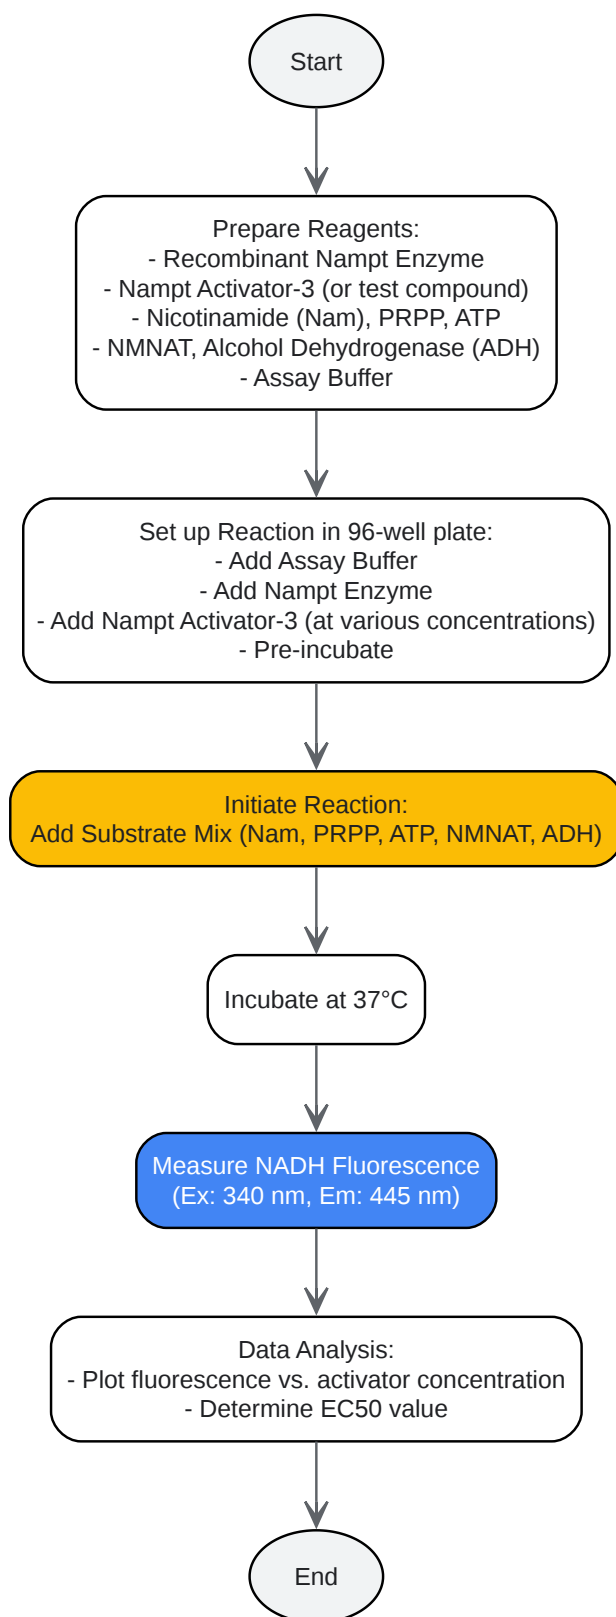 Start
Prepare Reagents:
- Recombinant Nampt Enzyme
- Nampt Activator-3 (or test compound)
- Nicotinamide (Nam), PRPP, ATP
- NMNAT, Alcohol Dehydrogenase (ADH)
- Assay Buffer
Set up Reaction in 96-well plate:
- Add Assay Buffer
- Add Nampt Enzyme
- Add Nampt Activator-3 (at various concentrations)
- Pre-incubate
Initiate Reaction:
Add Substrate Mix (Nam, PRPP, ATP, NMNAT, ADH)
Incubate at 37°C
Measure NADH Fluorescence
(Ex: 340 nm, Em: 445 nm)
Data Analysis:
- Plot fluorescence vs. activator concentration
- Determine EC50 value
End